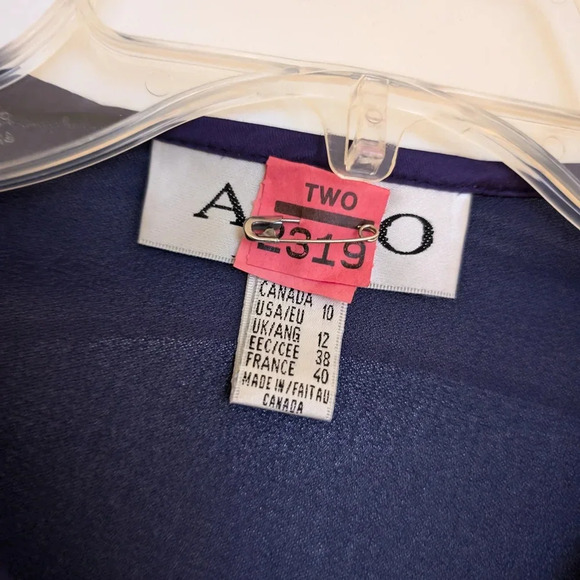 TWO
2319
A O
CANADA 10
USA/EU
UK/ANG 12
EEC/CEE 38
FRANCE 40
MADE IN/FAIT AU
CANADA